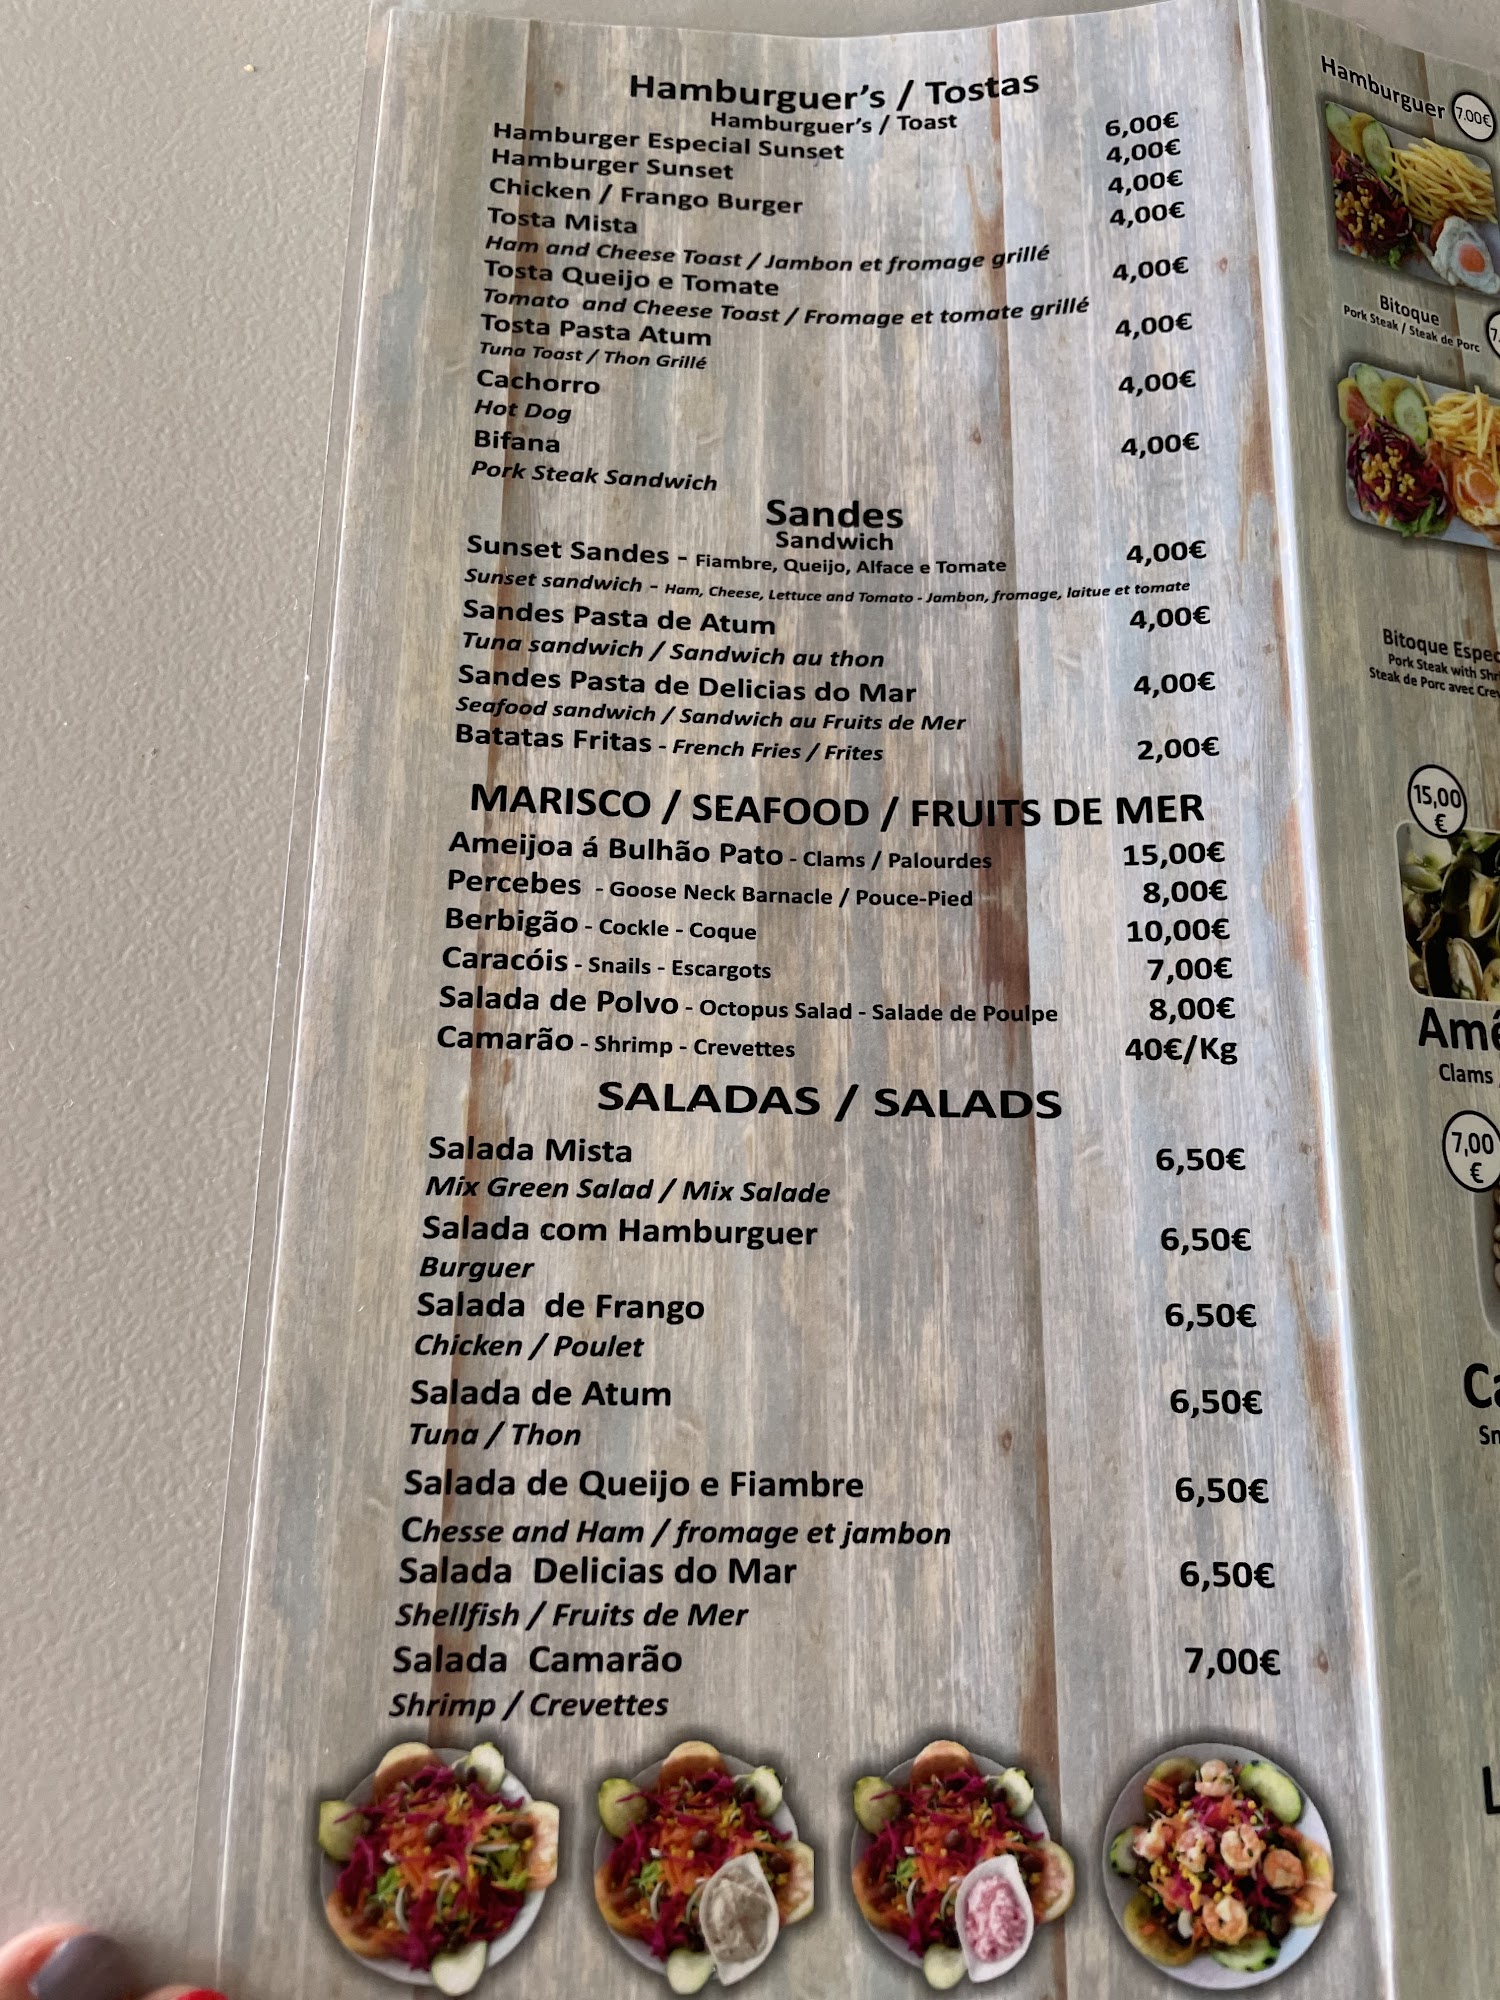 Hamburguer's / Tostas
Hamburguer's / Toast
Hamburger Especial Sunset 6,00€
Hamburger Sunset 4,00€
Chicken / Frango Burger 4,00€
Tosta Mista 4,00€
Ham and Cheese Toast / Jambon et fromage grillé
Tosta Queijo e Tomate 4,00€
Tomato and Cheese Toast / Fromage et tomate grillé
Tosta Pasta Atum 4,00€
Tuna Toast / Thon Grillé
Cachorro 4,00€
Hot Dog
Bifana 4,00€
Pork Steak Sandwich
Sandes
Sandwich
Sunset Sandes - Fiambre, Queijo, Alface e Tomate 4,00€
Sunset sandwich - Ham, Cheese, Lettuce and Tomato - Jambon, fromage, laitue et tomate
Sandes Pasta de Atum 4,00€
Tuna sandwich / Sandwich au thon
Sandes Pasta de Delicias do Mar 4,00€
Seafood sandwich / Sandwich au Fruits de Mer
Batatas Fritas - French Fries / Frites 2,00€
MARISCO / SEAFOOD / FRUITS DE MER
Ameijoa á Bulhão Pato - Clams / Palourdes 15,00€
Percebes - Goose Neck Barnacle / Pouce-Pied 8,00€
Berbigão - Cockle - Coque 10,00€
Caracóis - Snails - Escargots 7,00€
Salada de Polvo - Octopus Salad - Salade de Poulpe 8,00€
Camarão - Shrimp - Crevettes 40€/Kg
SALADAS / SALADS
Salada Mista 6,50€
Mix Green Salad / Mix Salade
Salada com Hamburguer 6,50€
Burguer
Salada de Frango 6,50€
Chicken / Poulet
Salada de Atum 6,50€
Tuna / Thon
Salada de Queijo e Fiambre 6,50€
Chesse and Ham / fromage et jambon
Salada Delicias do Mar 6,50€
Shellfish / Fruits de Mer
Salada Camarão 7,00€
Shrimp / Crevettes
Hamburguer 7.00€
Bitoque
Pork Steak / Steak de Porc
Bitoque
Pork Steak with
Steak de Porc avec
15,00
€
Clams
7,00
€